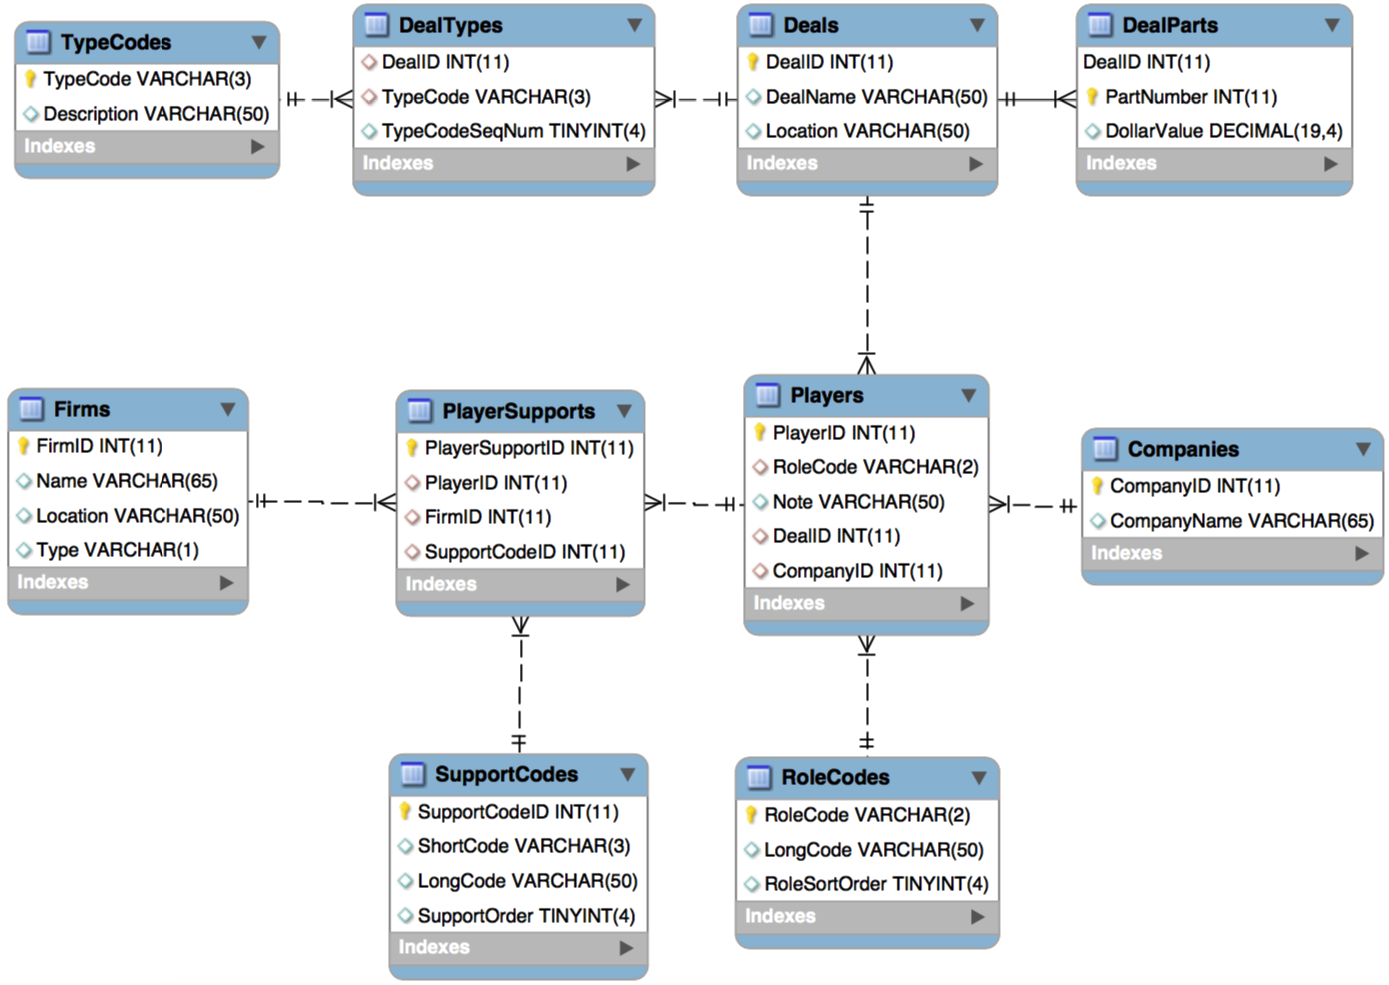 TypeCodes
TypeCode VARCHAR(3)
Description VARCHAR(50)
Indexes
DealTypes
DealID INT(11)
TypeCode VARCHAR(3)
TypeCodeSeqNum TINYINT(4)
Indexes
Deals
DealID INT(11)
DealName VARCHAR(50)
Location VARCHAR(50)
Indexes
DealParts
DealID INT(11)
PartNumber INT(11)
DollarValue DECIMAL(19,4)
Indexes
Firms
FirmID INT(11)
Name VARCHAR(65)
Location VARCHAR(50)
Type VARCHAR(1)
Indexes
PlayerSupports
PlayerSupportID INT(11)
PlayerID INT(11)
FirmID INT(11)
SupportCodeID INT(11)
Indexes
Players
PlayerID INT(11)
RoleCode VARCHAR(2)
Note VARCHAR(50)
DealID INT(11)
CompanyID INT(11)
Indexes
Companies
CompanyID INT(11)
CompanyName VARCHAR(65)
Indexes
SupportCodes
SupportCodeID INT(11)
ShortCode VARCHAR(3)
LongCode VARCHAR(50)
SupportOrder TINYINT(4)
Indexes
RoleCodes
RoleCode VARCHAR(2)
LongCode VARCHAR(50)
RoleSortOrder TINYINT(4)
Indexes